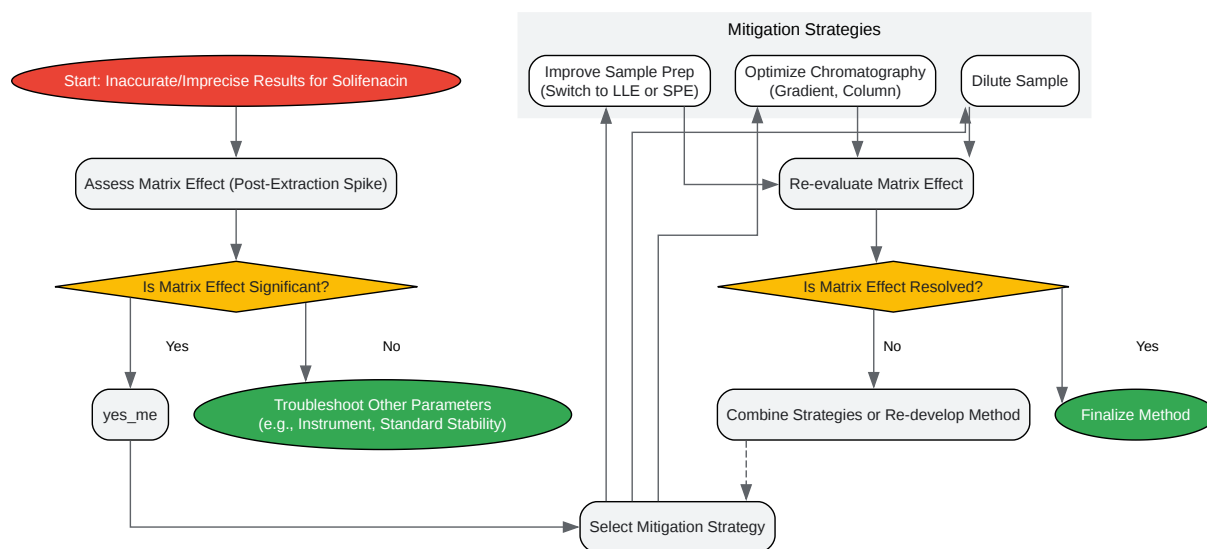 Mitigation Strategies
Start: Inaccurate/Imprecise Results for Solifenacin
Improve Sample Prep
(Switch to LLE or SPE)
Optimize Chromatography
(Gradient, Column)
Dilute Sample
Assess Matrix Effect (Post-Extraction Spike)
Re-evaluate Matrix Effect
Is Matrix Effect Significant?
Is Matrix Effect Resolved?
Yes
No
No
Yes
yes_me
Troubleshoot Other Parameters
(e.g., Instrument, Standard Stability)
Combine Strategies or Re-develop Method
Finalize Method
Select Mitigation Strategy